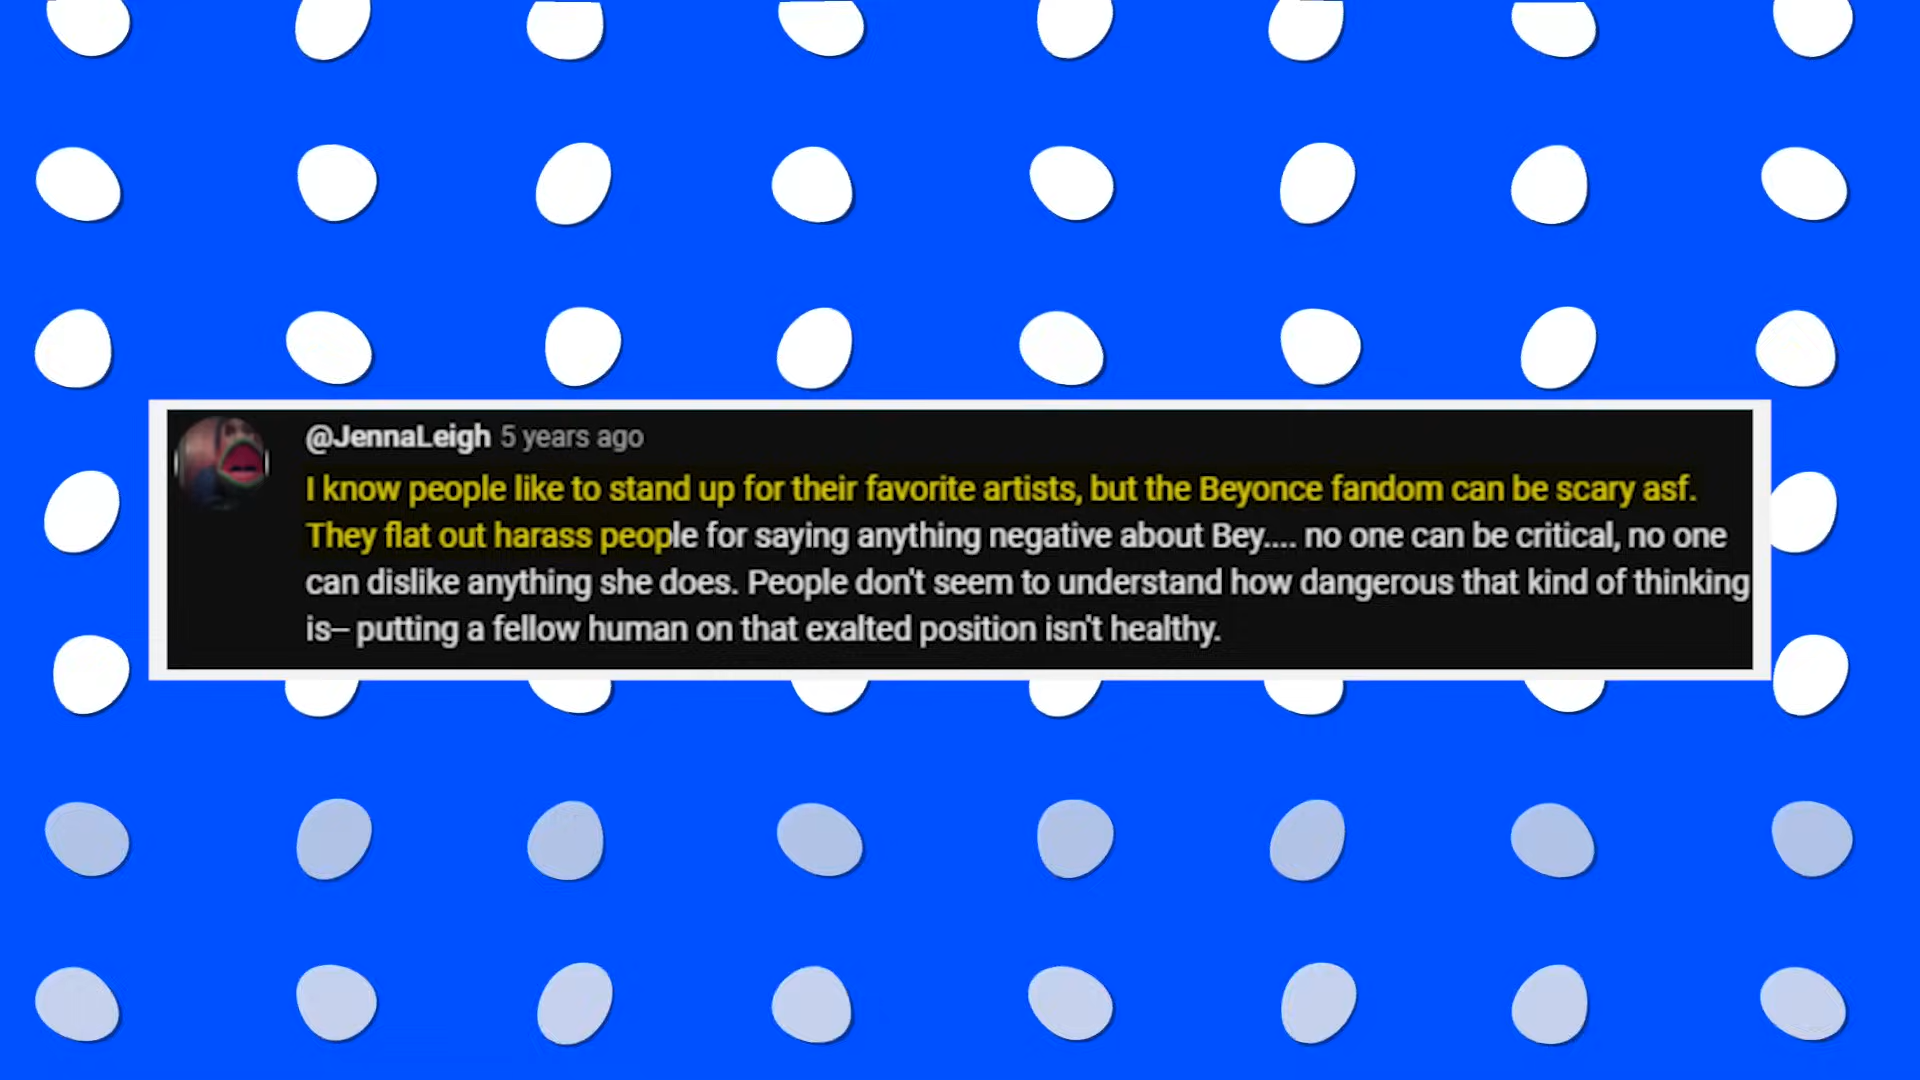 @JennaLeigh 5 years ago
I know people like to stand up for their favorite artists, but the Beyonce fandom can be scary asf.
They flat out harass people for saying anything negative about Bey.... no one can be critical, no one
can dislike anything she does. People don't seem to understand how dangerous that kind of thinking
is-- putting a fellow human on that exalted position isn't healthy.